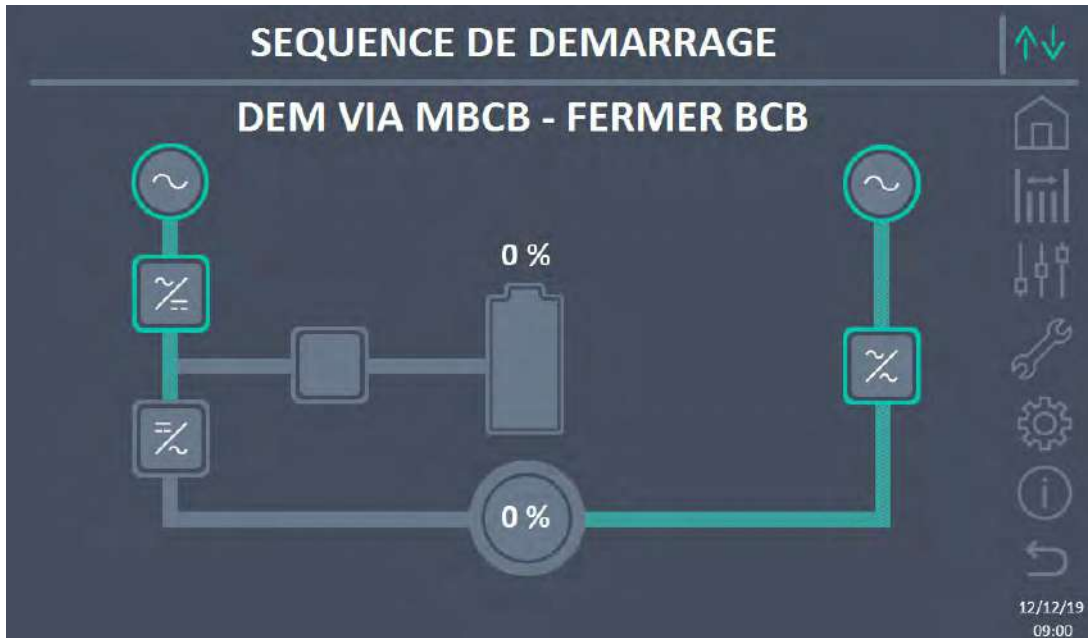 SEQUENCE DE DEMARRAGE
DEM VIA MBCB - FERMER BCB
0 %
0 %
12/12/19
09:00